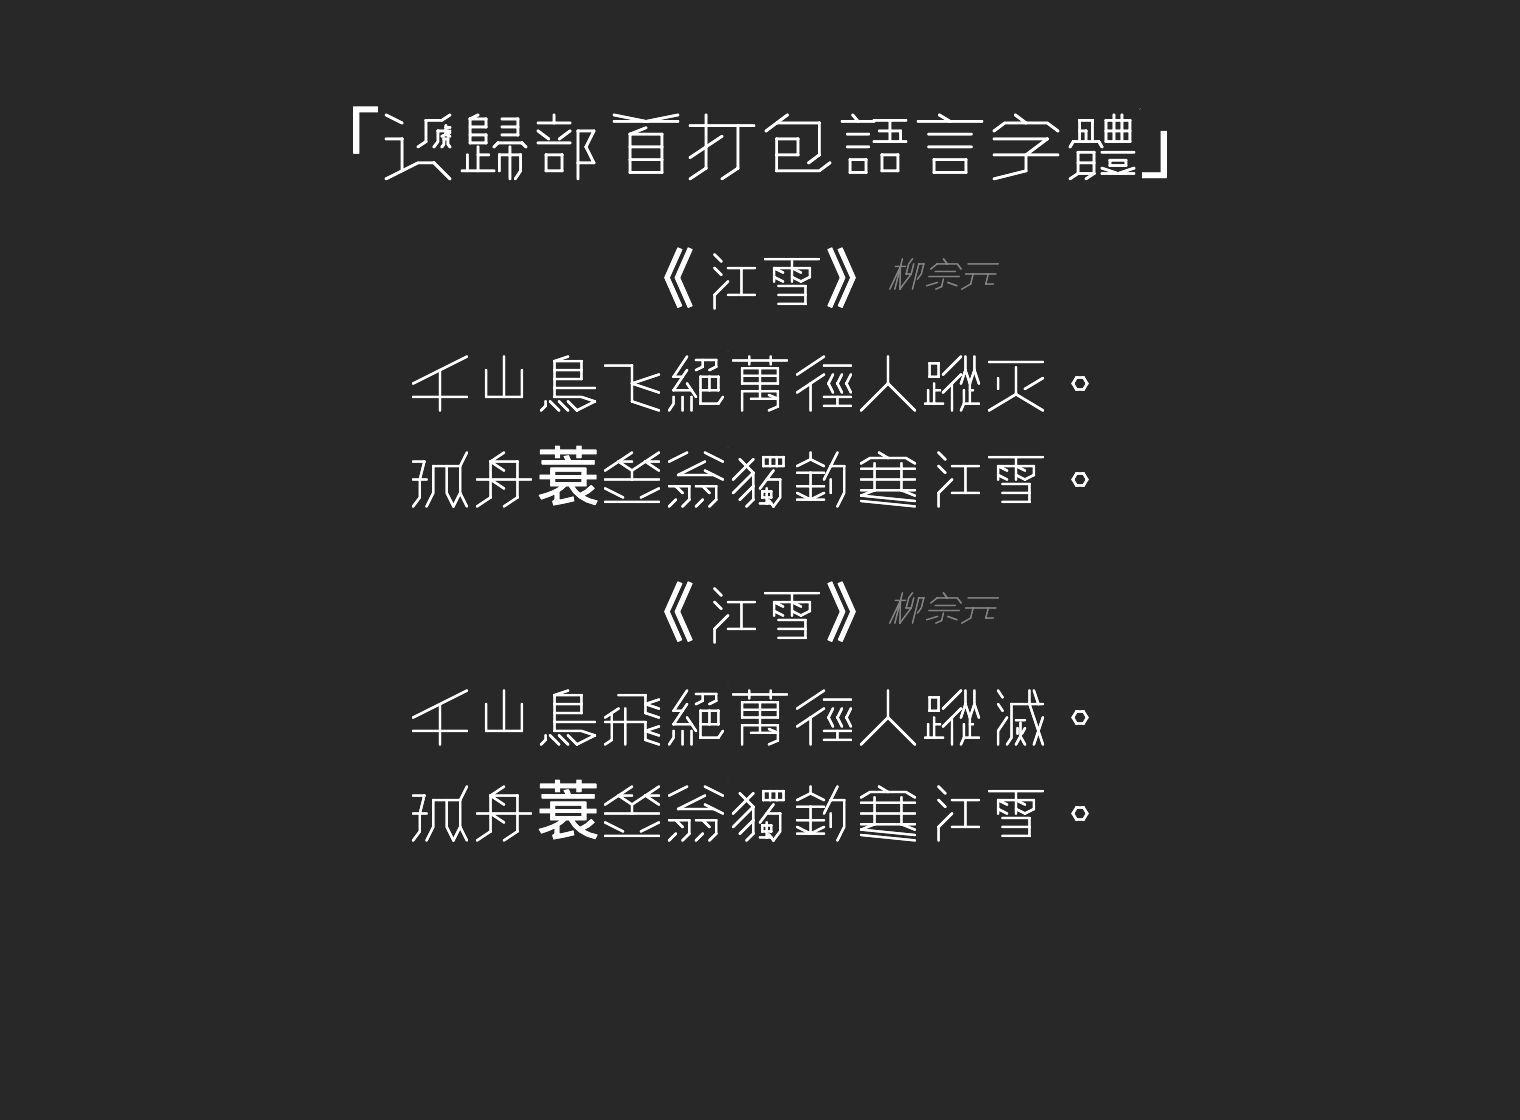 「遞歸部首打包語言字體」
《江雪》 柳宗元
千山鳥飞絕萬徑人蹤灭。
孤舟蓑笠翁獨釣寒江雪。
《江雪》 柳宗元
千山鳥飛絕萬徑人蹤滅。
孤舟蓑笠翁獨釣寒江雪。